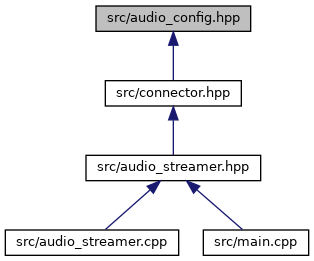 src/audio_config.hpp
src/connector.hpp
src/audio_streamer.hpp
src/audio_streamer.cpp
src/main.cpp